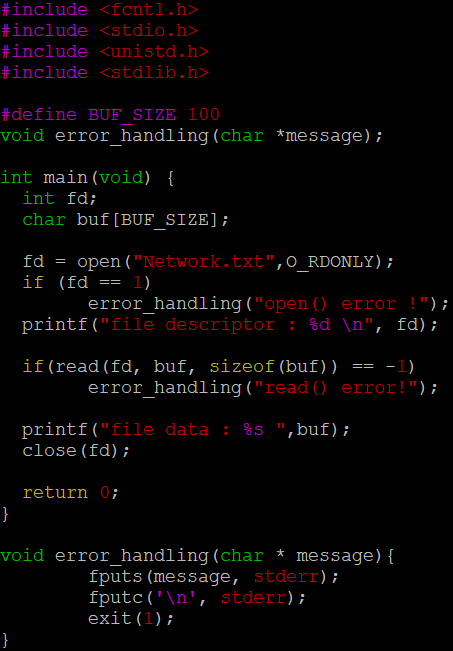 #include <fcntl.h>
#include <stdio.h>
#include <unistd.h>
#include <stdlib.h>

#define BUF_SIZE 100
void error_handling(char *message);

int main(void) {
  int fd;
  char buf[BUF_SIZE];

  fd = open("Network.txt",O_RDONLY);
  if (fd == 1)
        error_handling("open() error !");
  printf("file descriptor : %d \n", fd);

  if(read(fd, buf, sizeof(buf)) == -1)
        error_handling("read() error!");

  printf("file data : %s ",buf);
  close(fd);

  return 0;
}

void error_handling(char * message){
        fputs(message, stderr);
        fputc('\n', stderr);
        exit(1);
}